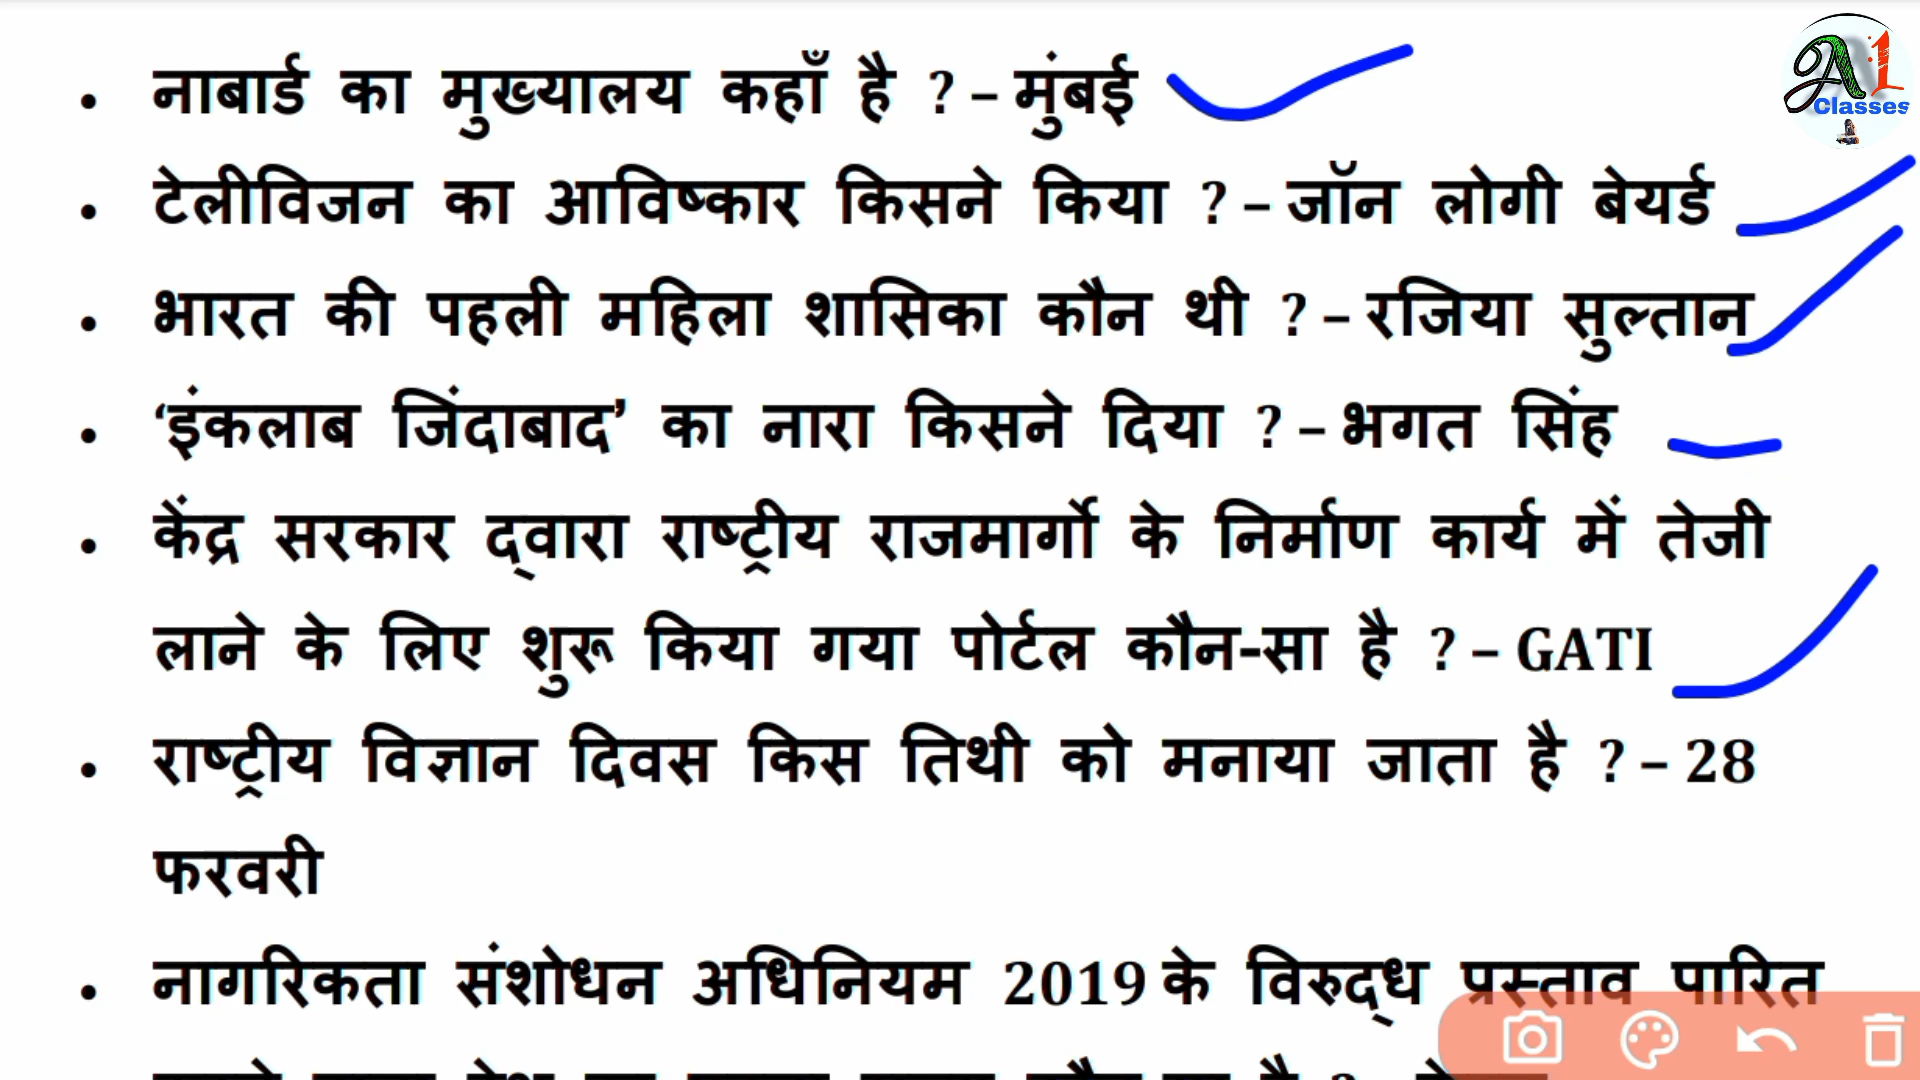 A1
Classes
• नाबार्ड का मुख्यालय कहाँ है ? – मुंबई
• टेलीविजन का आविष्कार किसने किया ? – जॉन लोगी बेयर्ड
• भारत की पहली महिला शासिका कौन थी ? – रजिया सुल्तान
• ‘इंकलाब जिंदाबाद’ का नारा किसने दिया ? – भगत सिंह
• केंद्र सरकार द्वारा राष्ट्रीय राजमार्गो के निर्माण कार्य में तेजी
लाने के लिए शुरू किया गया पोर्टल कौन-सा है ? – GATI
• राष्ट्रीय विज्ञान दिवस किस तिथी को मनाया जाता है ? – 28
फरवरी
• नागरिकता संशोधन अधिनियम 2019 के विरुद्ध प्रस्ताव पारित